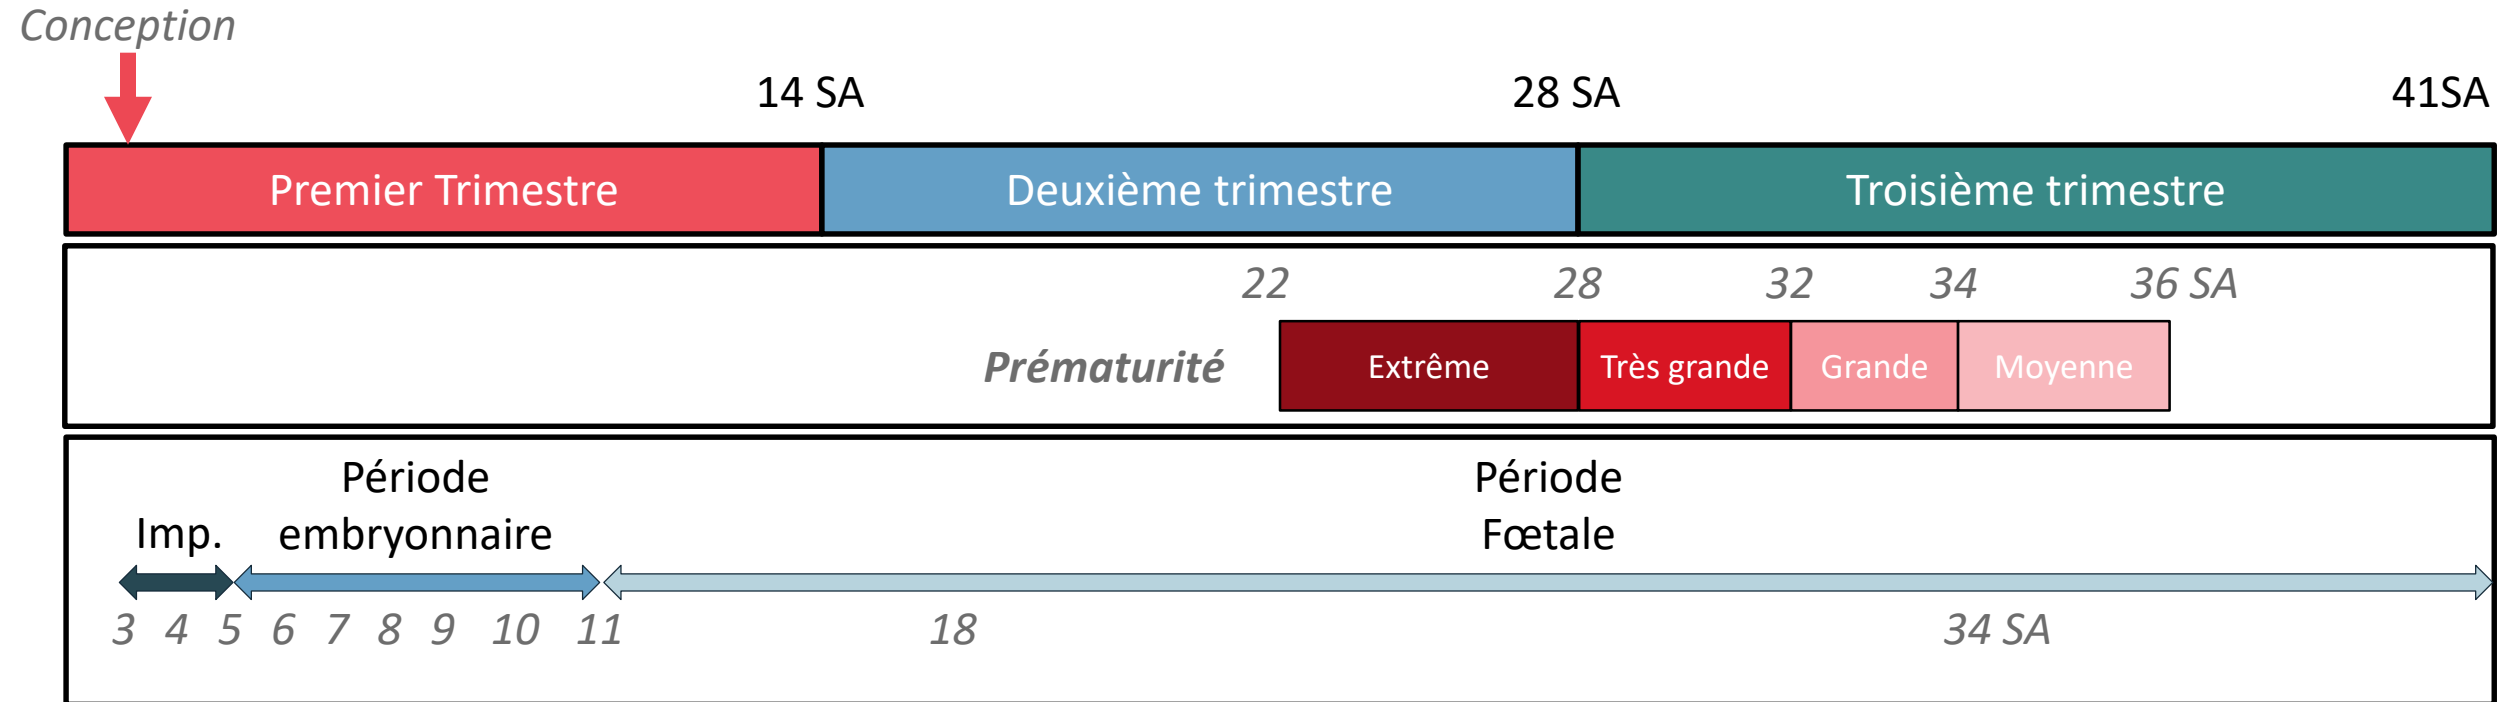 Conception
14 SA 28 SA 41SA
Premier Trimestre Deuxième trimestre Troisième trimestre
22 28 32 34 36 SA
Prématurité Extrême Très grande Grande Moyenne
Période Période
Imp. embryonnaire Fœtale
3 4 5 6 7 8 9 10 11 18 34 SA